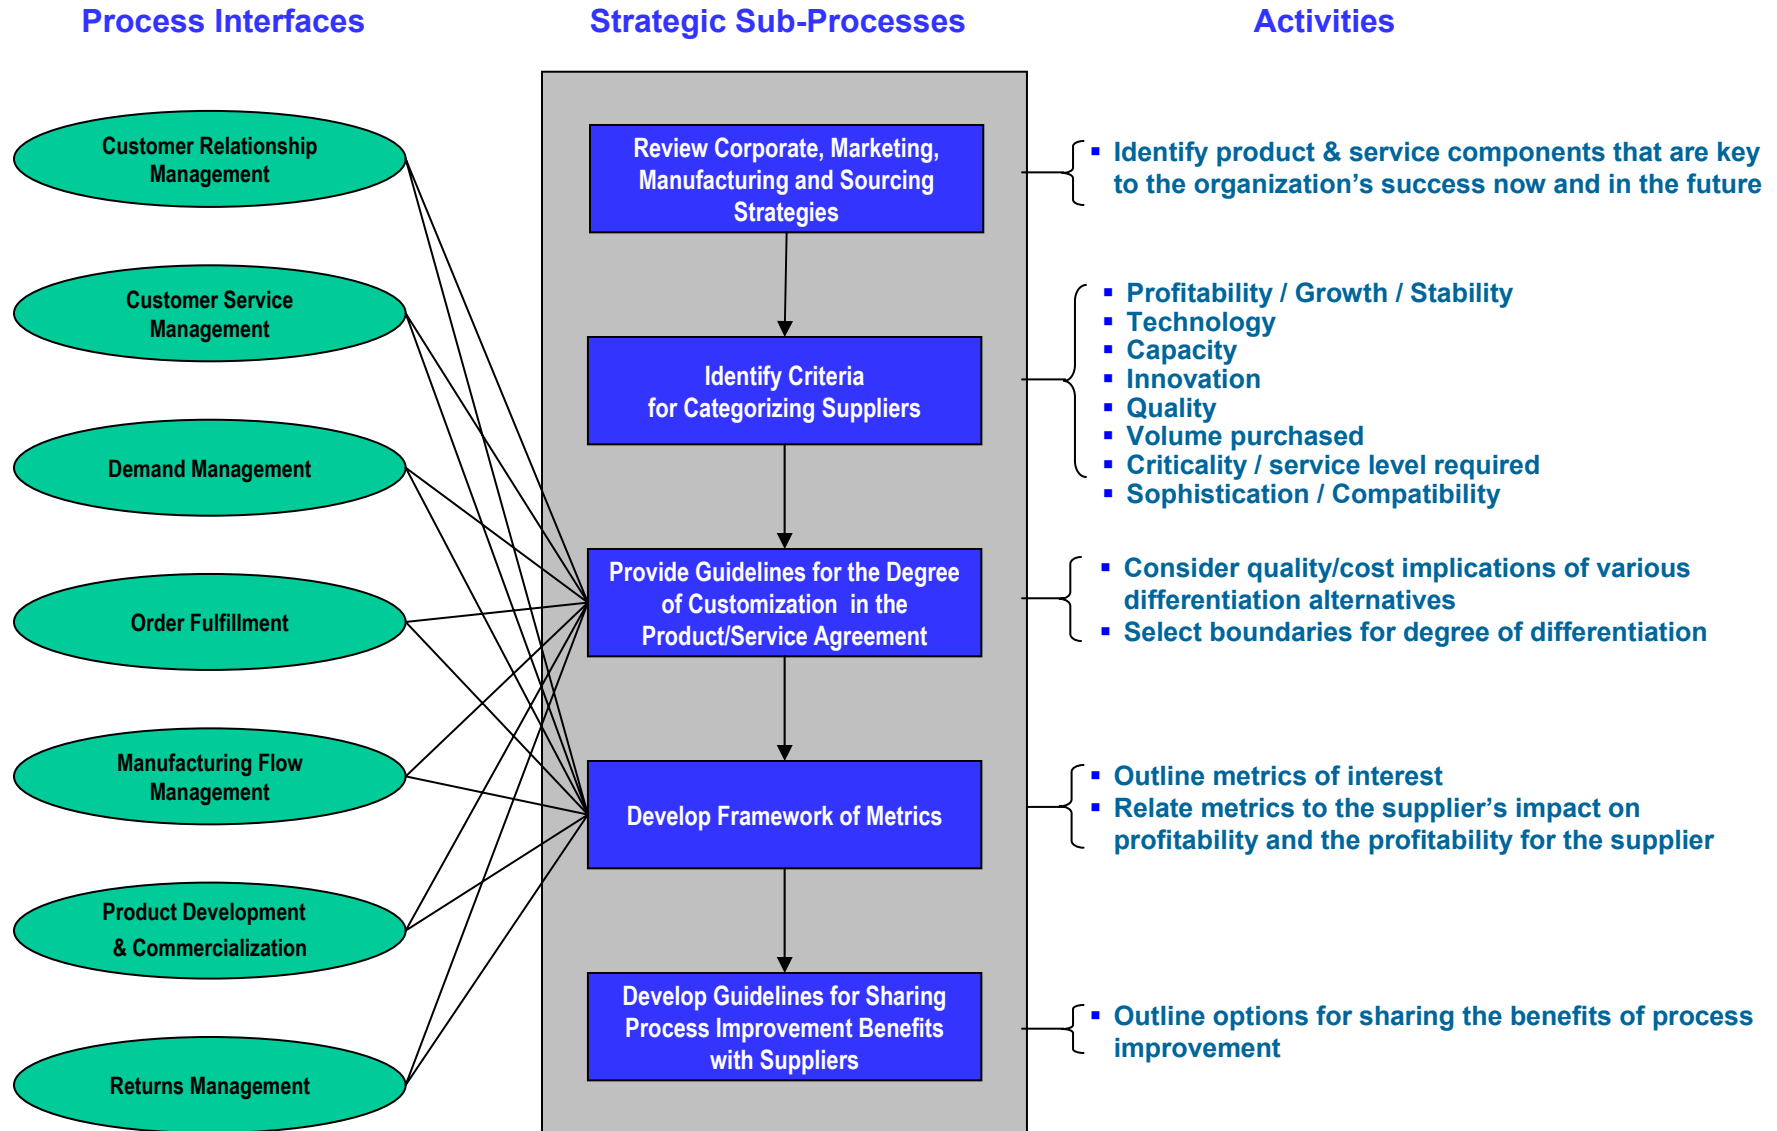 Process Interfaces
Strategic Sub-Processes
Activities
Customer Relationship
Management
Customer Service
Management
Demand Management
Order Fulfillment
Manufacturing Flow
Management
Product Development
& Commercialization
Returns Management
Review Corporate, Marketing,
Manufacturing and Sourcing
Strategies
Identify Criteria
for Categorizing Suppliers
Provide Guidelines for the Degree
of Customization in the
Product/Service Agreement
Develop Framework of Metrics
Develop Guidelines for Sharing
Process Improvement Benefits
with Suppliers
▪ Identify product & service components that are key
to the organization’s success now and in the future
▪ Profitability / Growth / Stability
▪ Technology
▪ Capacity
▪ Innovation
▪ Quality
▪ Volume purchased
▪ Criticality / service level required
▪ Sophistication / Compatibility
▪ Consider quality/cost implications of various
differentiation alternatives
▪ Select boundaries for degree of differentiation
▪ Outline metrics of interest
▪ Relate metrics to the supplier’s impact on
profitability and the profitability for the supplier
▪ Outline options for sharing the benefits of process
improvement